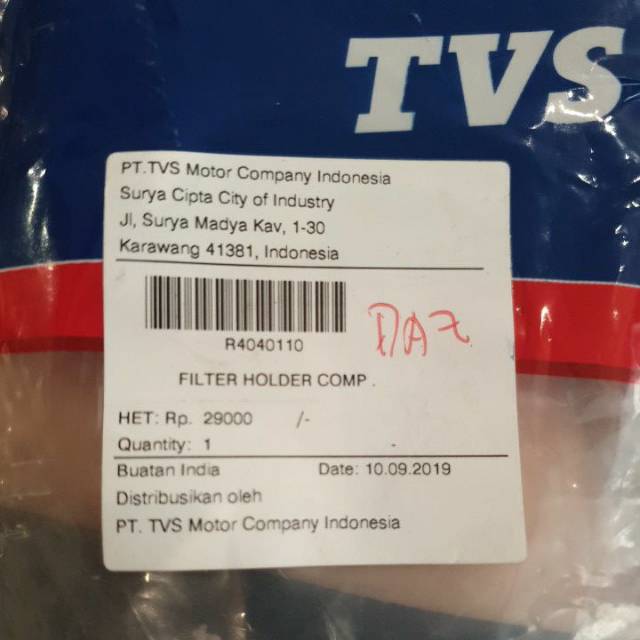 TVS
PT.TVS Motor Company Indonesia
Surya Cipta City of Industry
Jl, Surya Madya Kav, 1-30
Karawang 41381, Indonesia
R4040110
FILTER HOLDER COMP .
HET: Rp. 29000 /-
Quantity: 1 -
Buatan India Date: 10.09.2019
Distribusikan oleh
PT. TVS Motor Company Indonesia